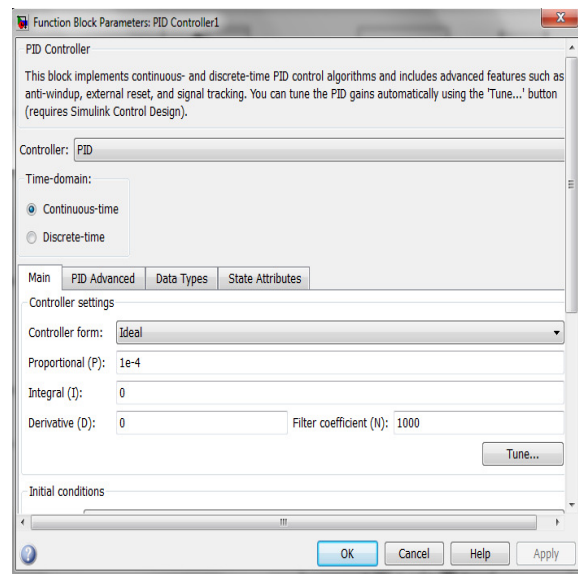 Function Block Parameters: PID Controller1
PID Controller
This block implements continuous- and discrete-time PID control algorithms and includes advanced features such as
anti-windup, external reset, and signal tracking. You can tune the PID gains automatically using the 'Tune...' button
(requires Simulink Control Design).
Controller: PID
Time-domain:
Continuous-time
Discrete-time
Main PID Advanced Data Types State Attributes
Controller settings
Controller form: Ideal
Proportional (P): 1e-4
Integral (I): 0
Derivative (D): 0 Filter coefficient (N): 1000
Tune...
Initial conditions
OK Cancel Help Apply